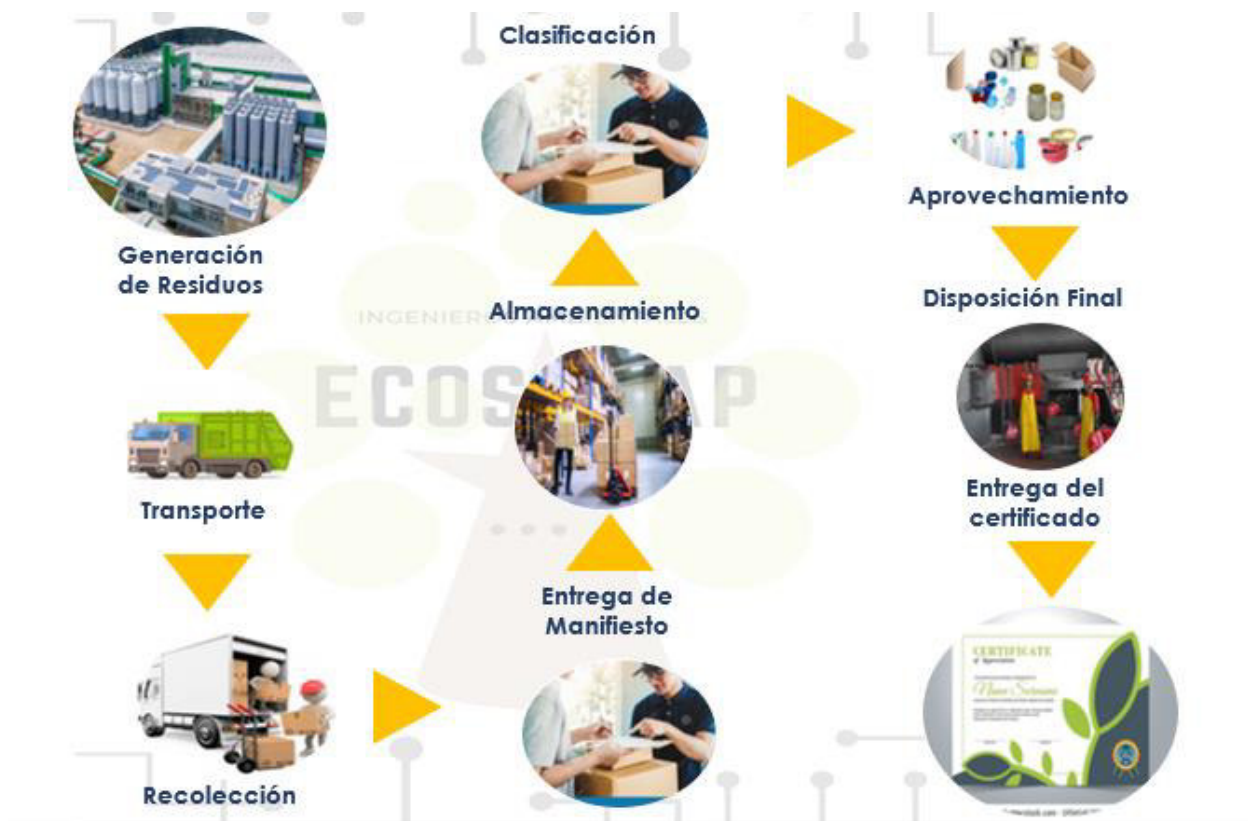 Generación
de Residuos
Transporte
Recolección
Entrega de
Manifiesto
Almacenamiento
Clasificación
Aprovechamiento
Disposición Final
Entrega del
certificado
CERTIFICATE